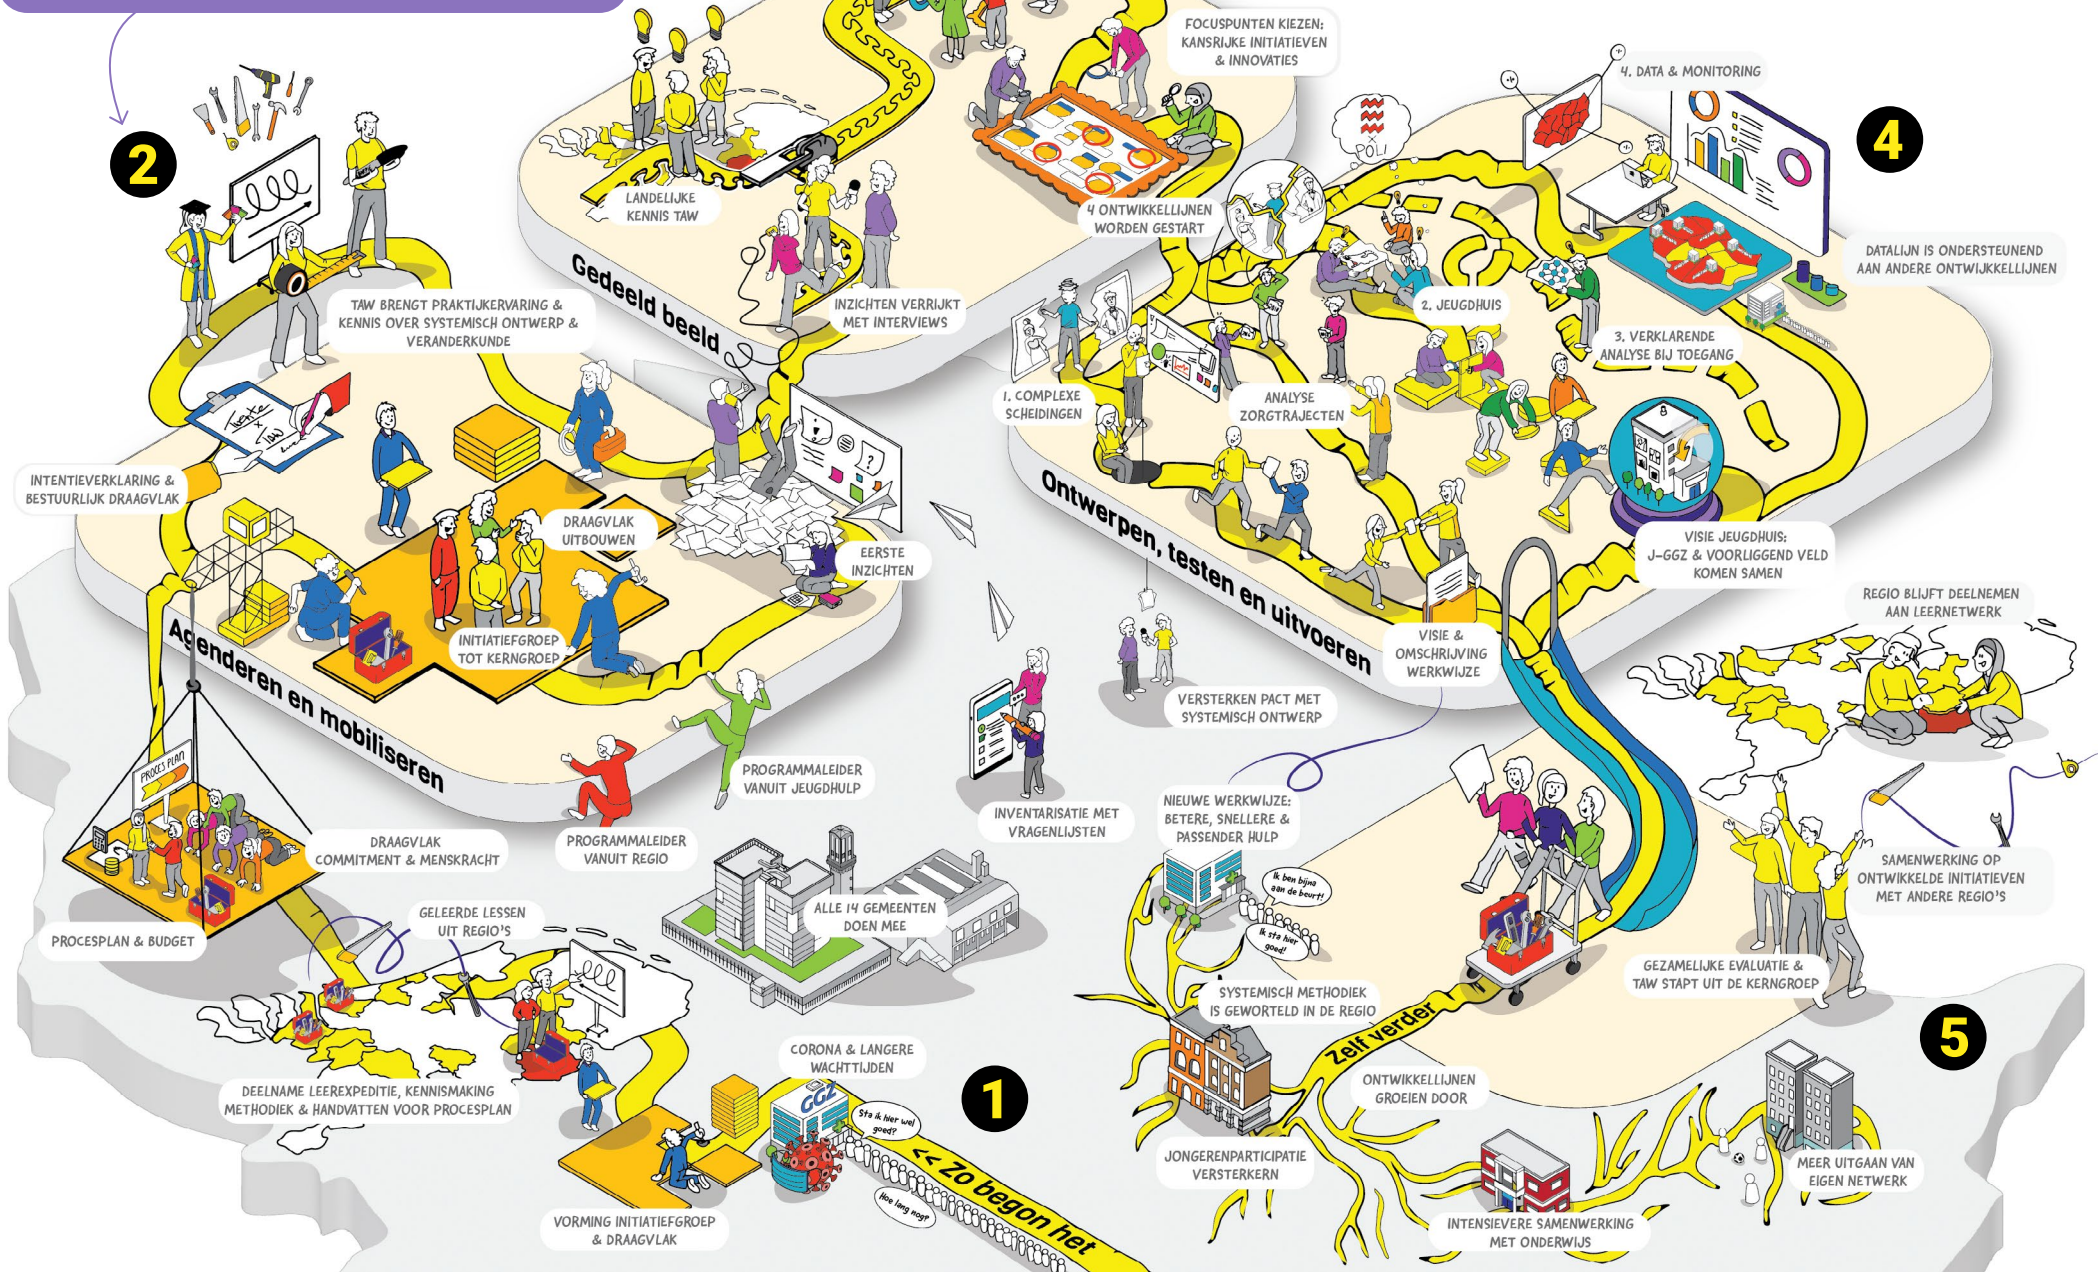 FOCUSPUNTEN KIEZEN:
KANSRIJKE INITIATIEVEN
& INNOVATIES
4. DATA & MONITORING
PÓLI
2
4
LANDELIJKE
KENNIS TAW
4 ONTWIKKELLIJNEN
WORDEN GESTART
DATALIJN IS ONDERSTEUNEND
AAN ANDERE ONTWIJKKELLIJNEN
Gedeeld beeld
INZICHTEN VERRIJKT
MET INTERVIEWS
2. JEUGDHUIS
TAW BRENGT PRAKTIJKERVARING &
KENNIS OVER SYSTEMISCH ONTWERP &
VERANDERKUNDE
3. VERKLARENDE
ANALYSE BIJ TOEGANG
1. COMPLEXE
SCHEIDINGEN
ANALYSE
ZORGTRAJECTEN
Twente
x
Taw
INTENTIEVERKLARING &
BESTUURLIJK DRAAGVLAK
DRAAGVLAK
UITBOUWEN
EERSTE
INZICHTEN
Ontwerpen, testen en uitvoeren
VISIE JEUGDHUIS:
J-GGZ & VOORLIGGEND VELD
KOMEN SAMEN
REGIO BLIJFT DEELNEMEN
AAN LEERNETWERK
INITIATIEFGROEP
TOT KERNGROEP
Agenderen en mobiliseren
VISIE &
OMSCHRIJVING
WERKWIJZE
VERSTERKEN PACT MET
SYSTEMISCH ONTWERP
PROCES PLAN
PROGRAMMALEIDER
VANUIT JEUGDHULP
PROGRAMMALEIDER
VANUIT REGIO
INVENTARISATIE MET
VRAGENLIJSTEN
NIEUWE WERKWIJZE:
BETERE, SNELLERE &
PASSENDER HULP
DRAAGVLAK
COMMITMENT & MENSKRACHT
PROCESPLAN & BUDGET
GELEERDE LESSEN
UIT REGIO'S
ALLE 14 GEMEENTEN
DOEN MEE
Ik ben bijna
aan de beurt!
Ik sta hier
goed!
SAMENWERKING OP
ONTWIKKELDE INITIATIEVEN
MET ANDERE REGIO'S
GEZAMELIJKE EVALUATIE &
TAW STAPT UIT DE KERNGROEP
SYSTEMISCH METHODIEK
IS GEWORTELD IN DE REGIO
Zelf verder
5
DEELNAME LEEREXPEDITIE, KENNISMAKING
METHODIEK & HANDVATTEN VOOR PROCESPLAN
CORONA & LANGERE
WACHTTIJDEN
1
GGZ
Sta ik hier wel
goed?
Hoe lang nog?
<< Zo begon het
VORMING INITIATIEFGROEP
& DRAAGVLAK
ONTWIKKELLIJNEN
GROEIEN DOOR
JONGERENPARTICIPATIE
VERSTERKERN
INTENSIEVERE SAMENWERKING
MET ONDERWIJS
MEER UITGAAN VAN
EIGEN NETWERK